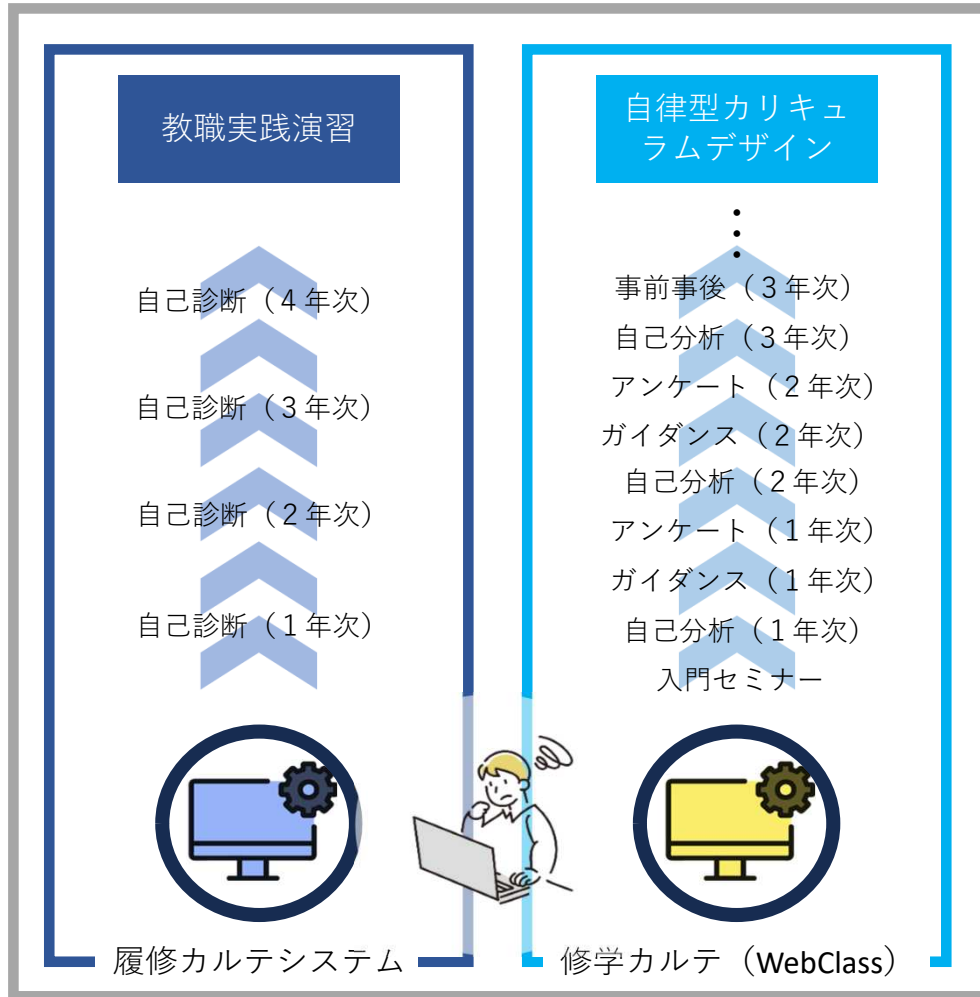 教職実践演習
自己診断（４年次）
自己診断（３年次）
自己診断（２年次）
自己診断（１年次）
履修カルテシステム
自律型カリキュ
ラムデザイン
⋮
事前事後（３年次）
自己分析（３年次）
アンケート（２年次）
ガイダンス（２年次）
自己分析（２年次）
アンケート（１年次）
ガイダンス（１年次）
自己分析（１年次）
入門セミナー
修学カルテ（WebClass）